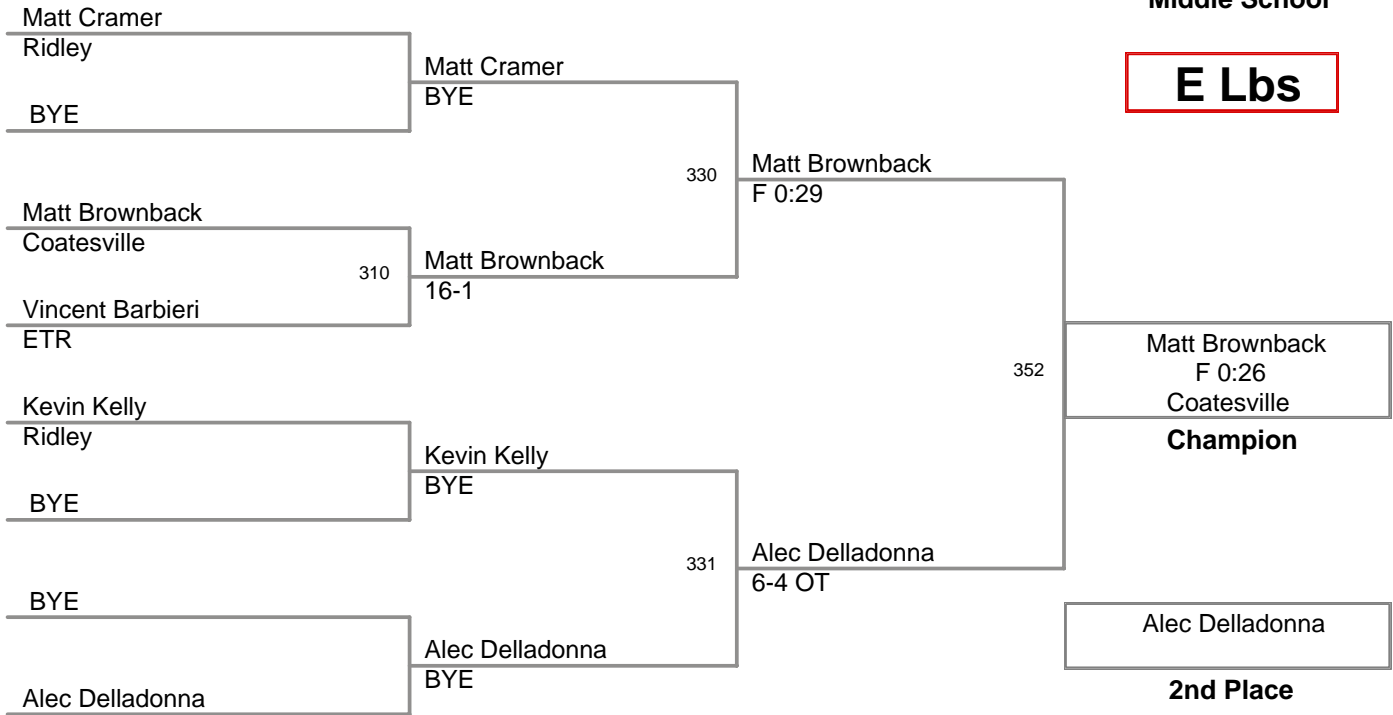 Middle School
E Lbs
Matt Cramer
Ridley
BYE
Matt Brownback
Coatesville
310
Vincent Barbieri
ETR
Kevin Kelly
Ridley
BYE
BYE
Alec Delladonna
Matt Cramer
BYE
330
Matt Brownback
16-1
Kevin Kelly
BYE
331
Alec Delladonna
BYE
Matt Brownback
F 0:29
352
Alec Delladonna
6-4 OT
Matt Brownback
F 0:26
Coatesville
Champion
Alec Delladonna
2nd Place